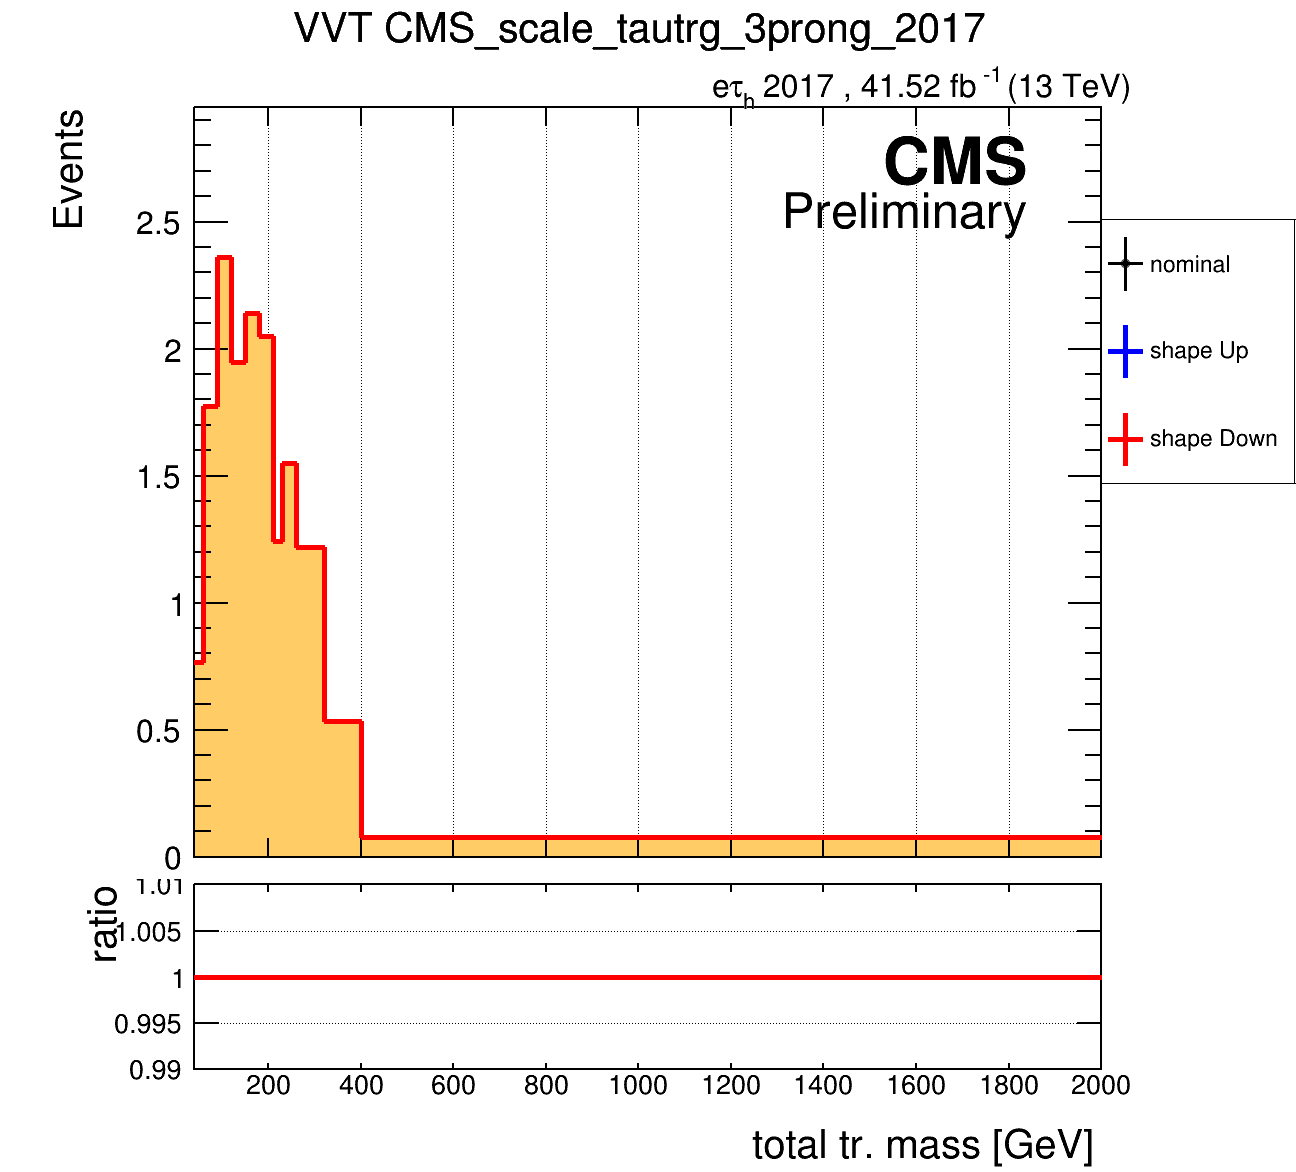 VVT CMS_scale_tautrg_3prong_2017
eτh 2017 , 41.52 fb -1 (13 TeV)
Events
CMS
Preliminary
2.5
2
1.5
1
0.5
0
nominal
shape Up
shape Down
ratio
1.01
1.005
1
0.995
0.99
200 400 600 800 1000 1200 1400 1600 1800 2000
total tr. mass [GeV]